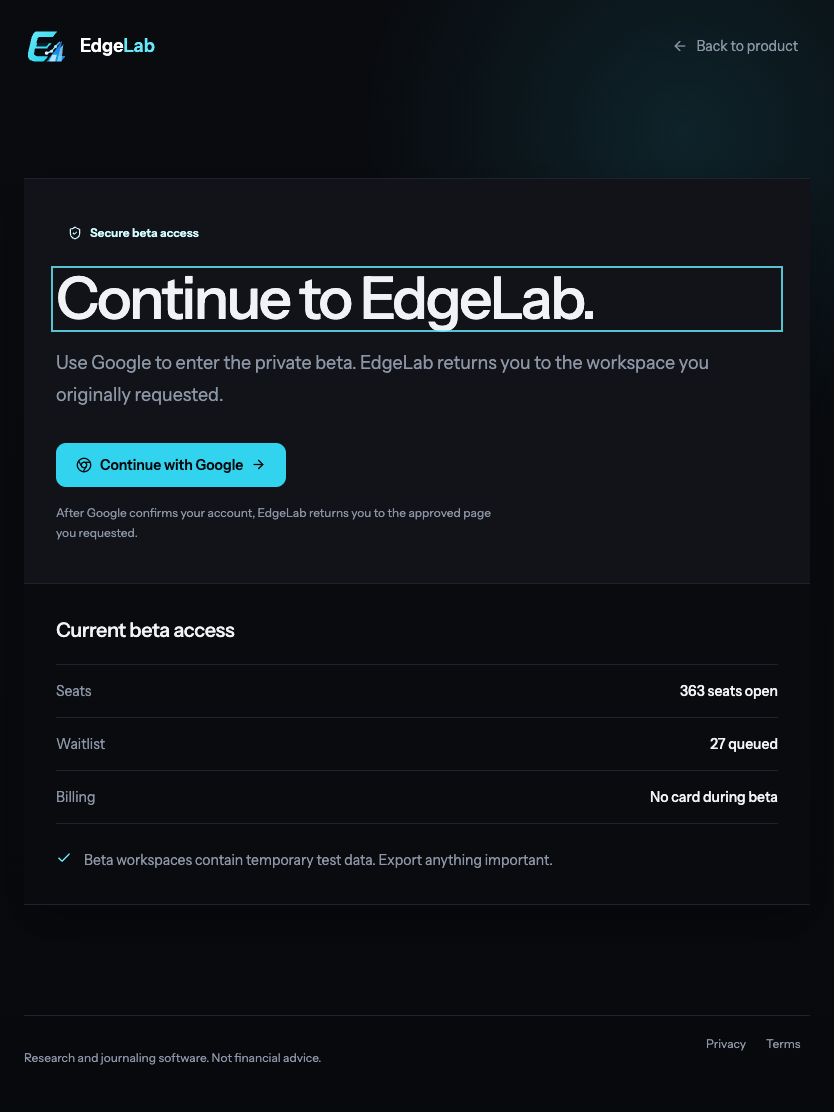 EdgeLab
Back to product
Secure beta access
Continue to EdgeLab.
Use Google to enter the private beta. EdgeLab returns you to the workspace you
originally requested.
Continue with Google
After Google confirms your account, EdgeLab returns you to the approved page
you requested.
Current beta access
Seats 363 seats open
Waitlist 27 queued
Billing No card during beta
Beta workspaces contain temporary test data. Export anything important.
Privacy Terms
Research and journaling software. Not financial advice.